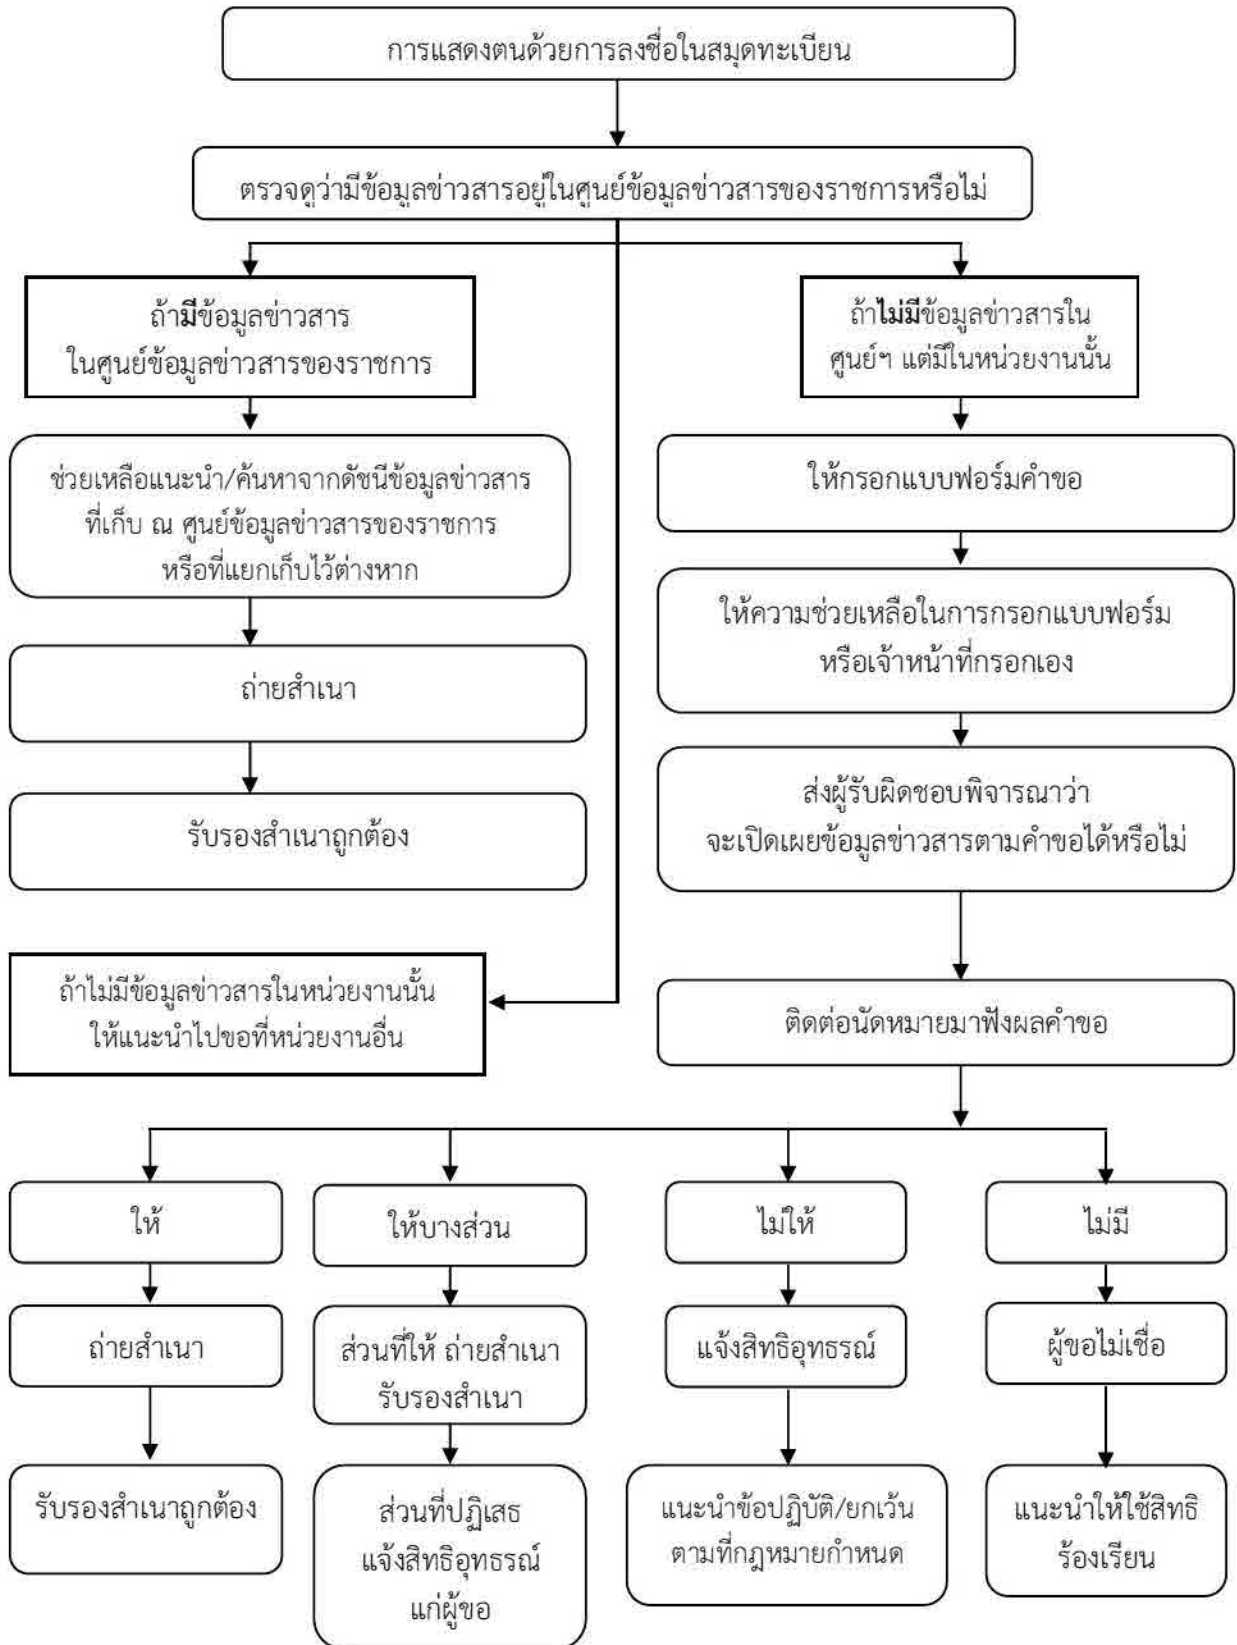 การแสดงตนด้วยการลงชื่อในสมุดทะเบียน
ตรวจดูว่ามีข้อมูลข่าวสารอยู่ในศูนย์ข้อมูลข่าวสารของราชการหรือไม่
ถ้ามีข้อมูลข่าวสาร
ในศูนย์ข้อมูลข่าวสารของราชการ
ช่วยเหลือแนะนำ/ค้นหาจากดัชนีข้อมูลข่าวสาร
ที่เก็บ ณ ศูนย์ข้อมูลข่าวสารของราชการ
หรือที่แยกเก็บไว้ต่างหาก
ถ่ายสำเนา
รับรองสำเนาถูกต้อง
ถ้าไม่มีข้อมูลข่าวสารในหน่วยงานนั้น
ให้แนะนำไปขอที่หน่วยงานอื่น
ถ้าไม่มีข้อมูลข่าวสารใน
ศูนย์ฯ แต่มีในหน่วยงานนั้น
ให้กรอกแบบฟอร์มคำขอ
ให้ความช่วยเหลือในการกรอกแบบฟอร์ม
หรือเจ้าหน้าที่กรอกเอง
ส่งผู้รับผิดชอบพิจารณาว่า
จะเปิดเผยข้อมูลข่าวสารตามคำขอได้หรือไม่
ติดต่อนัดหมายมาฟังผลคำขอ
ให้
ถ่ายสำเนา
รับรองสำเนาถูกต้อง
ให้บางส่วน
ส่วนที่ให้ ถ่ายสำเนา
รับรองสำเนา
ส่วนที่ปฏิเสธ
แจ้งสิทธิอุทธรณ์
แก่ผู้ขอ
ไม่ให้
แจ้งสิทธิอุทธรณ์
แนะนำข้อปฏิบัติ/ยกเว้น
ตามที่กฎหมายกำหนด
ไม่มี
ผู้ขอไม่เชื่อ
แนะนำให้ใช้สิทธิ
ร้องเรียน